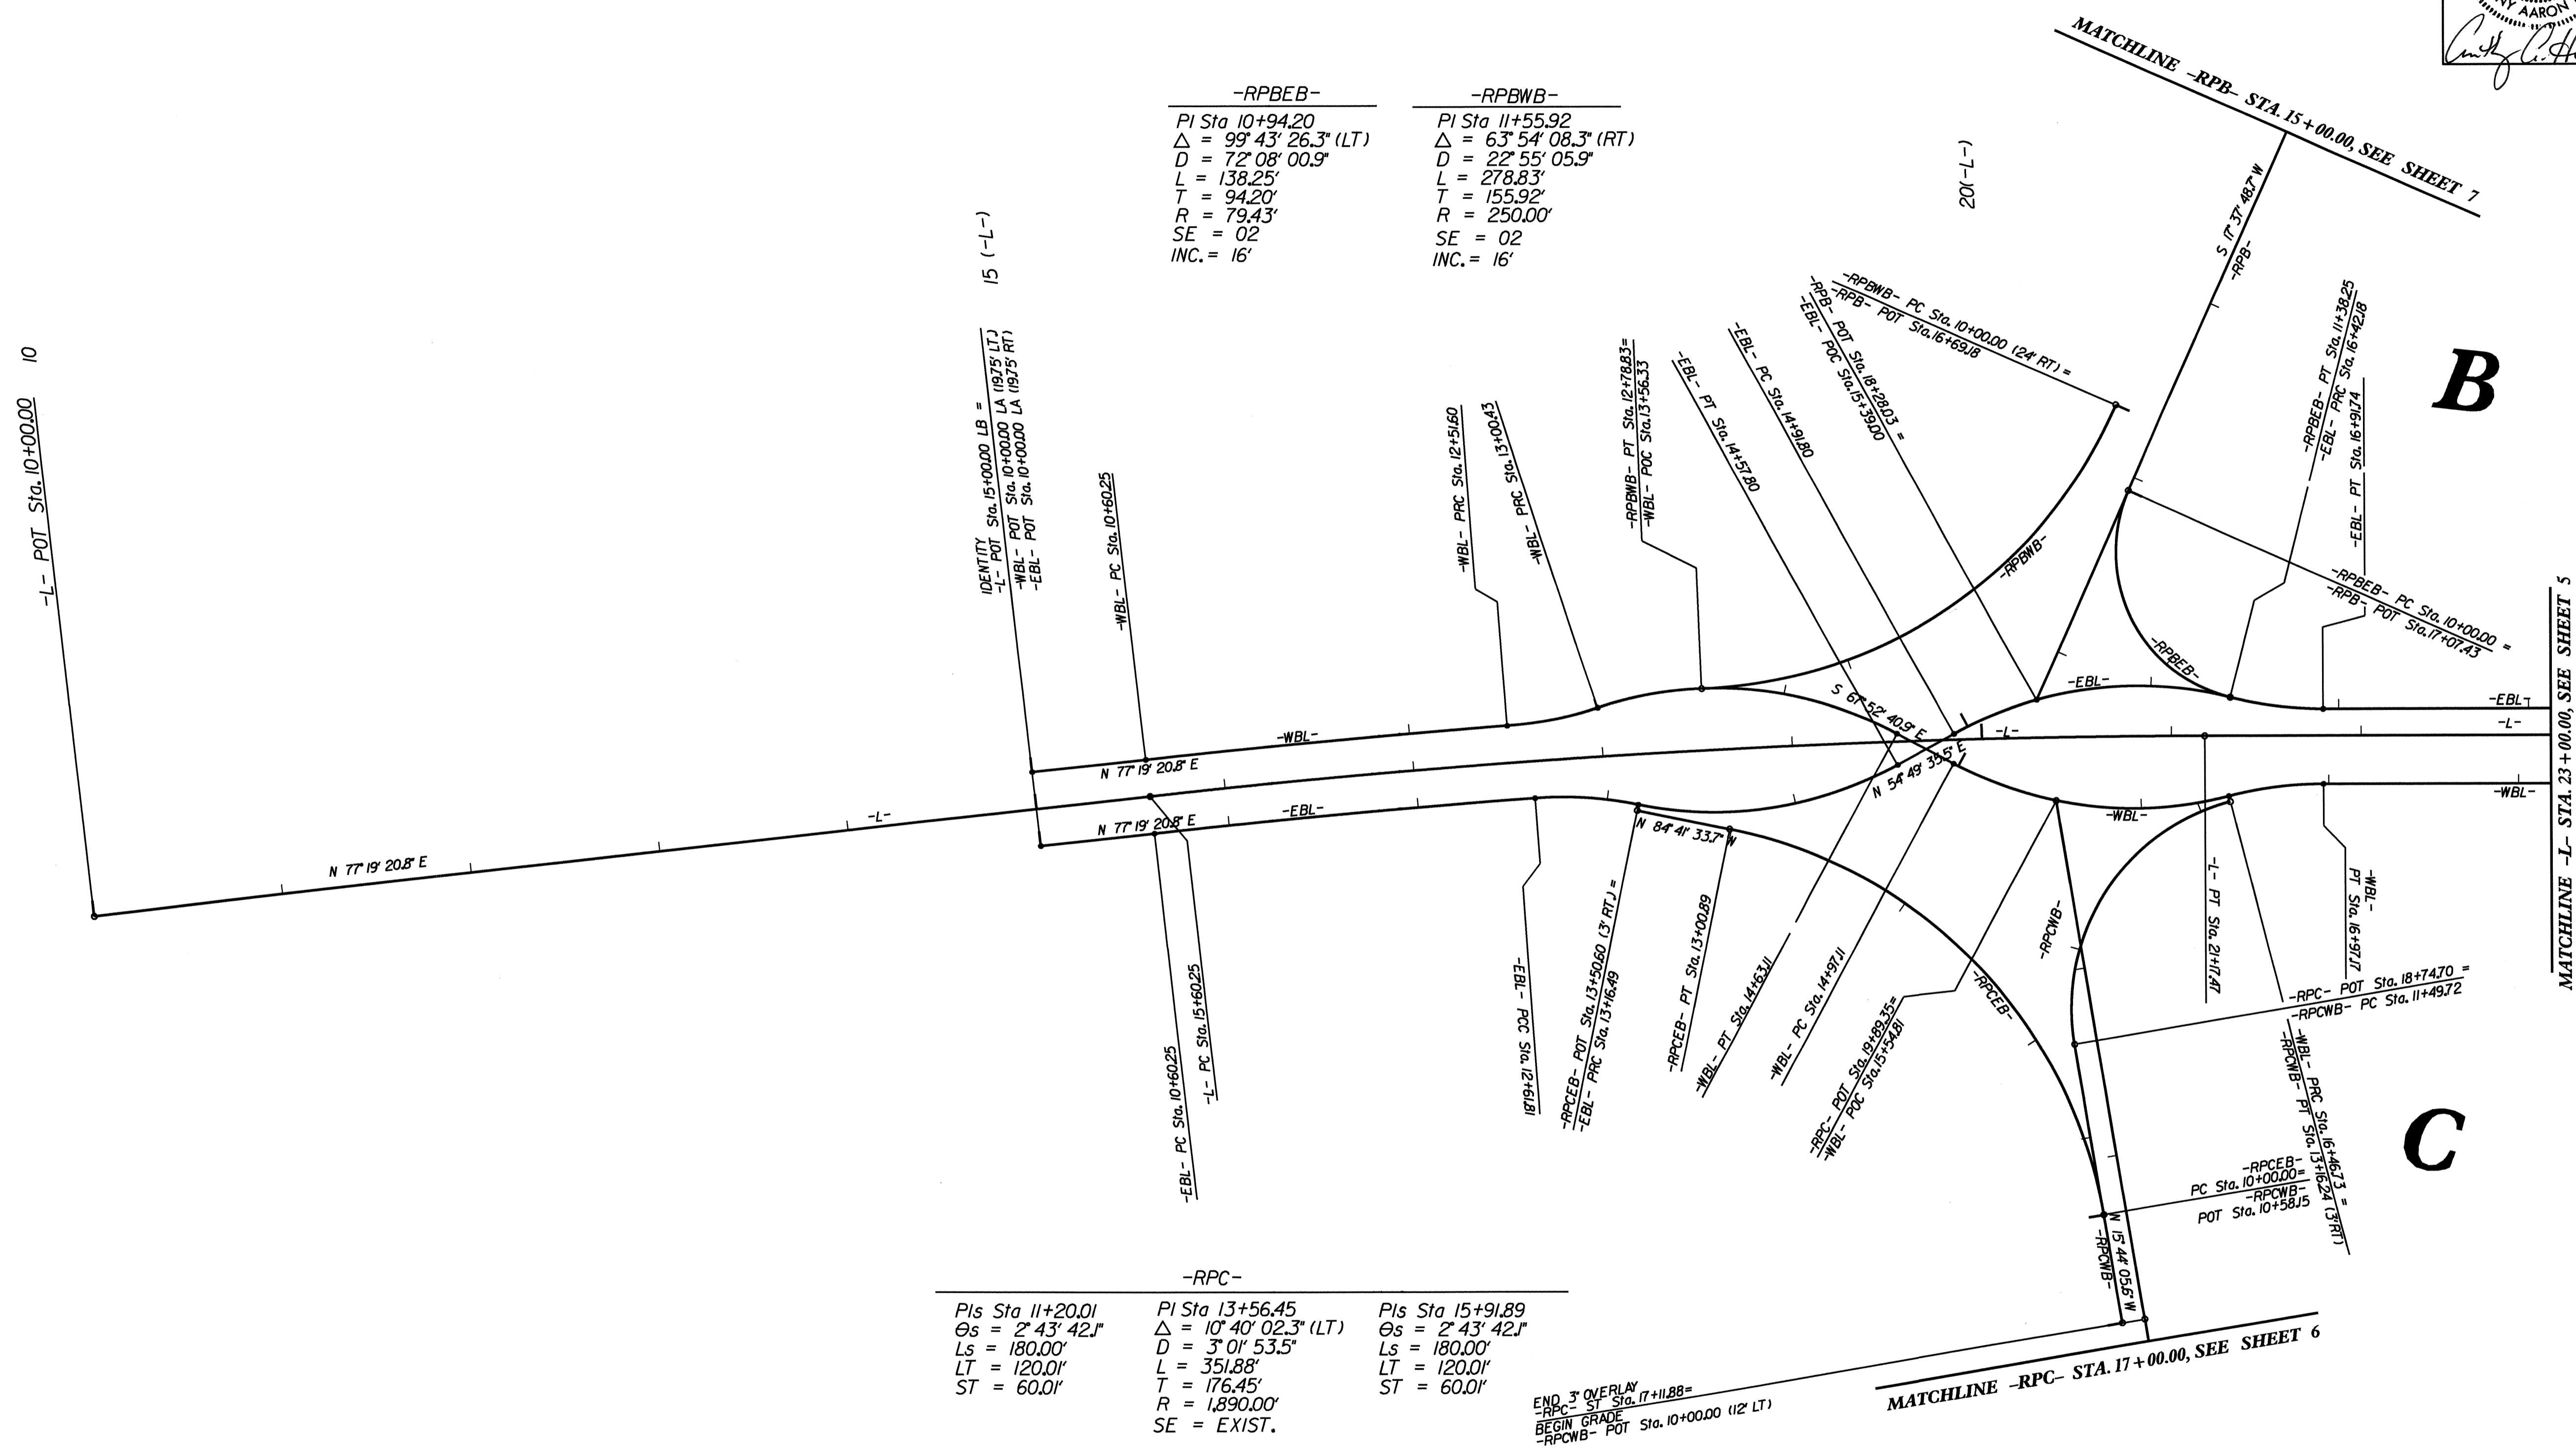 NY AARON
MATCHLINE -RPB- STA. 15+00.00, SEE SHEET 7
-RPBEB-
PI Sta 10+94.20
△ = 99° 43' 26.3" (LT)
D = 72° 08' 00.9"
L = 138.25'
T = 94.20'
R = 79.43'
SE = 02
INC. = 16'
-RPBWB-
PI Sta 11+55.92
△ = 63° 54' 08.3" (RT)
D = 22° 55' 05.9"
L = 278.83'
T = 155.92'
R = 250.00'
SE = 02
INC. = 16'
20(-L-)
15 (-L-)
10
-L- POT Sta. 10+00.00
IDENTITY
-L- POT Sta. 15+00.00 LB =
-WBL- POT Sta. 10+00.00 LA (19.75' LT.)
-EBL- POT Sta. 10+00.00 LA (19.75' RT)
-WBL- PC Sta. 10+60.25
-WBL- PRC Sta. 12+51.60
-WBL- PRC Sta. 13+00.43
-RPBWB- PT Sta. 12+78.83=
-WBL- POC Sta. 13+56.33
-EBL- PT Sta. 14+57.80
-EBL- PC Sta. 14+91.80
-RPB- POT Sta. 18+28.03 =
-EBL- POC Sta. 15+39.00
-RPBWB- PC Sta. 10+00.00 (24' RT) =
-RPB- POT Sta. 16+69.18
S 17° 37' 48.7" W
-RPB-
-RPBEB- PT Sta. 11+38.25
-EBL- PRC Sta. 16+42.18
-EBL- PT Sta. 16+91.74
B
-RPBEB- PC Sta. 10+00.00 =
-RPB- POT Sta. 17+07.43
-RPBWB-
-RPBEB-
-EBL-
-EBL-
-L-
-L-
-WBL-
MATCHLINE -L- STA. 23+00.00, SEE SHEET 5
S 67° 52' 40.9" E
N 54° 49' 35.5" E
-WBL-
N 77° 19' 20.8" E
-EBL-
N 77° 19' 20.8" E
-L-
N 77° 19' 20.8" E
N 84° 41' 33.7" W
-WBL-
-EBL- PC Sta. 10+60.25
-L- PC Sta. 15+60.25
-EBL- PCC Sta. 12+61.81
-RPCEB- POT Sta. 13+50.60 (3' RT.) =
-EBL- PRC Sta. 13+16.49
-RPCEB- PT Sta. 13+00.89
-WBL- PT Sta. 14+63.11
-WBL- PC Sta. 14+97.11
-RPC- POT Sta. 19+89.35=
-WBL- POC Sta. 15+54.81
-RPCEB-
-RPCWB-
-L- PT Sta. 21+17.47
-WBL-
PT Sta. 16+97.17
-RPC- POT Sta. 18+74.70 =
-RPCWB- PC Sta. 11+49.72
-WBL- PRC Sta. 16+46.73 =
-RPCWB- PT Sta. 13+16.24 (3'RT)
C
-RPCEB-
PC Sta. 10+00.00=
-RPCWB-
POT Sta. 10+58.15
N 15° 44' 05.6" W
-RPCWB-
MATCHLINE -RPC- STA. 17+00.00, SEE SHEET 6
END 3" OVERLAY
-RPC- ST Sta. 17+11.88=
BEGIN GRADE
-RPCWB- POT Sta. 10+00.00 (12' LT)
-RPC-
PIs Sta 11+20.01
Θs = 2° 43' 42.1"
Ls = 180.00'
LT = 120.01'
ST = 60.01'
PI Sta 13+56.45
△ = 10° 40' 02.3" (LT)
D = 3° 01' 53.5"
L = 351.88'
T = 176.45'
R = 1,890.00'
SE = EXIST.
PIs Sta 15+91.89
Θs = 2° 43' 42.1"
Ls = 180.00'
LT = 120.01'
ST = 60.01'